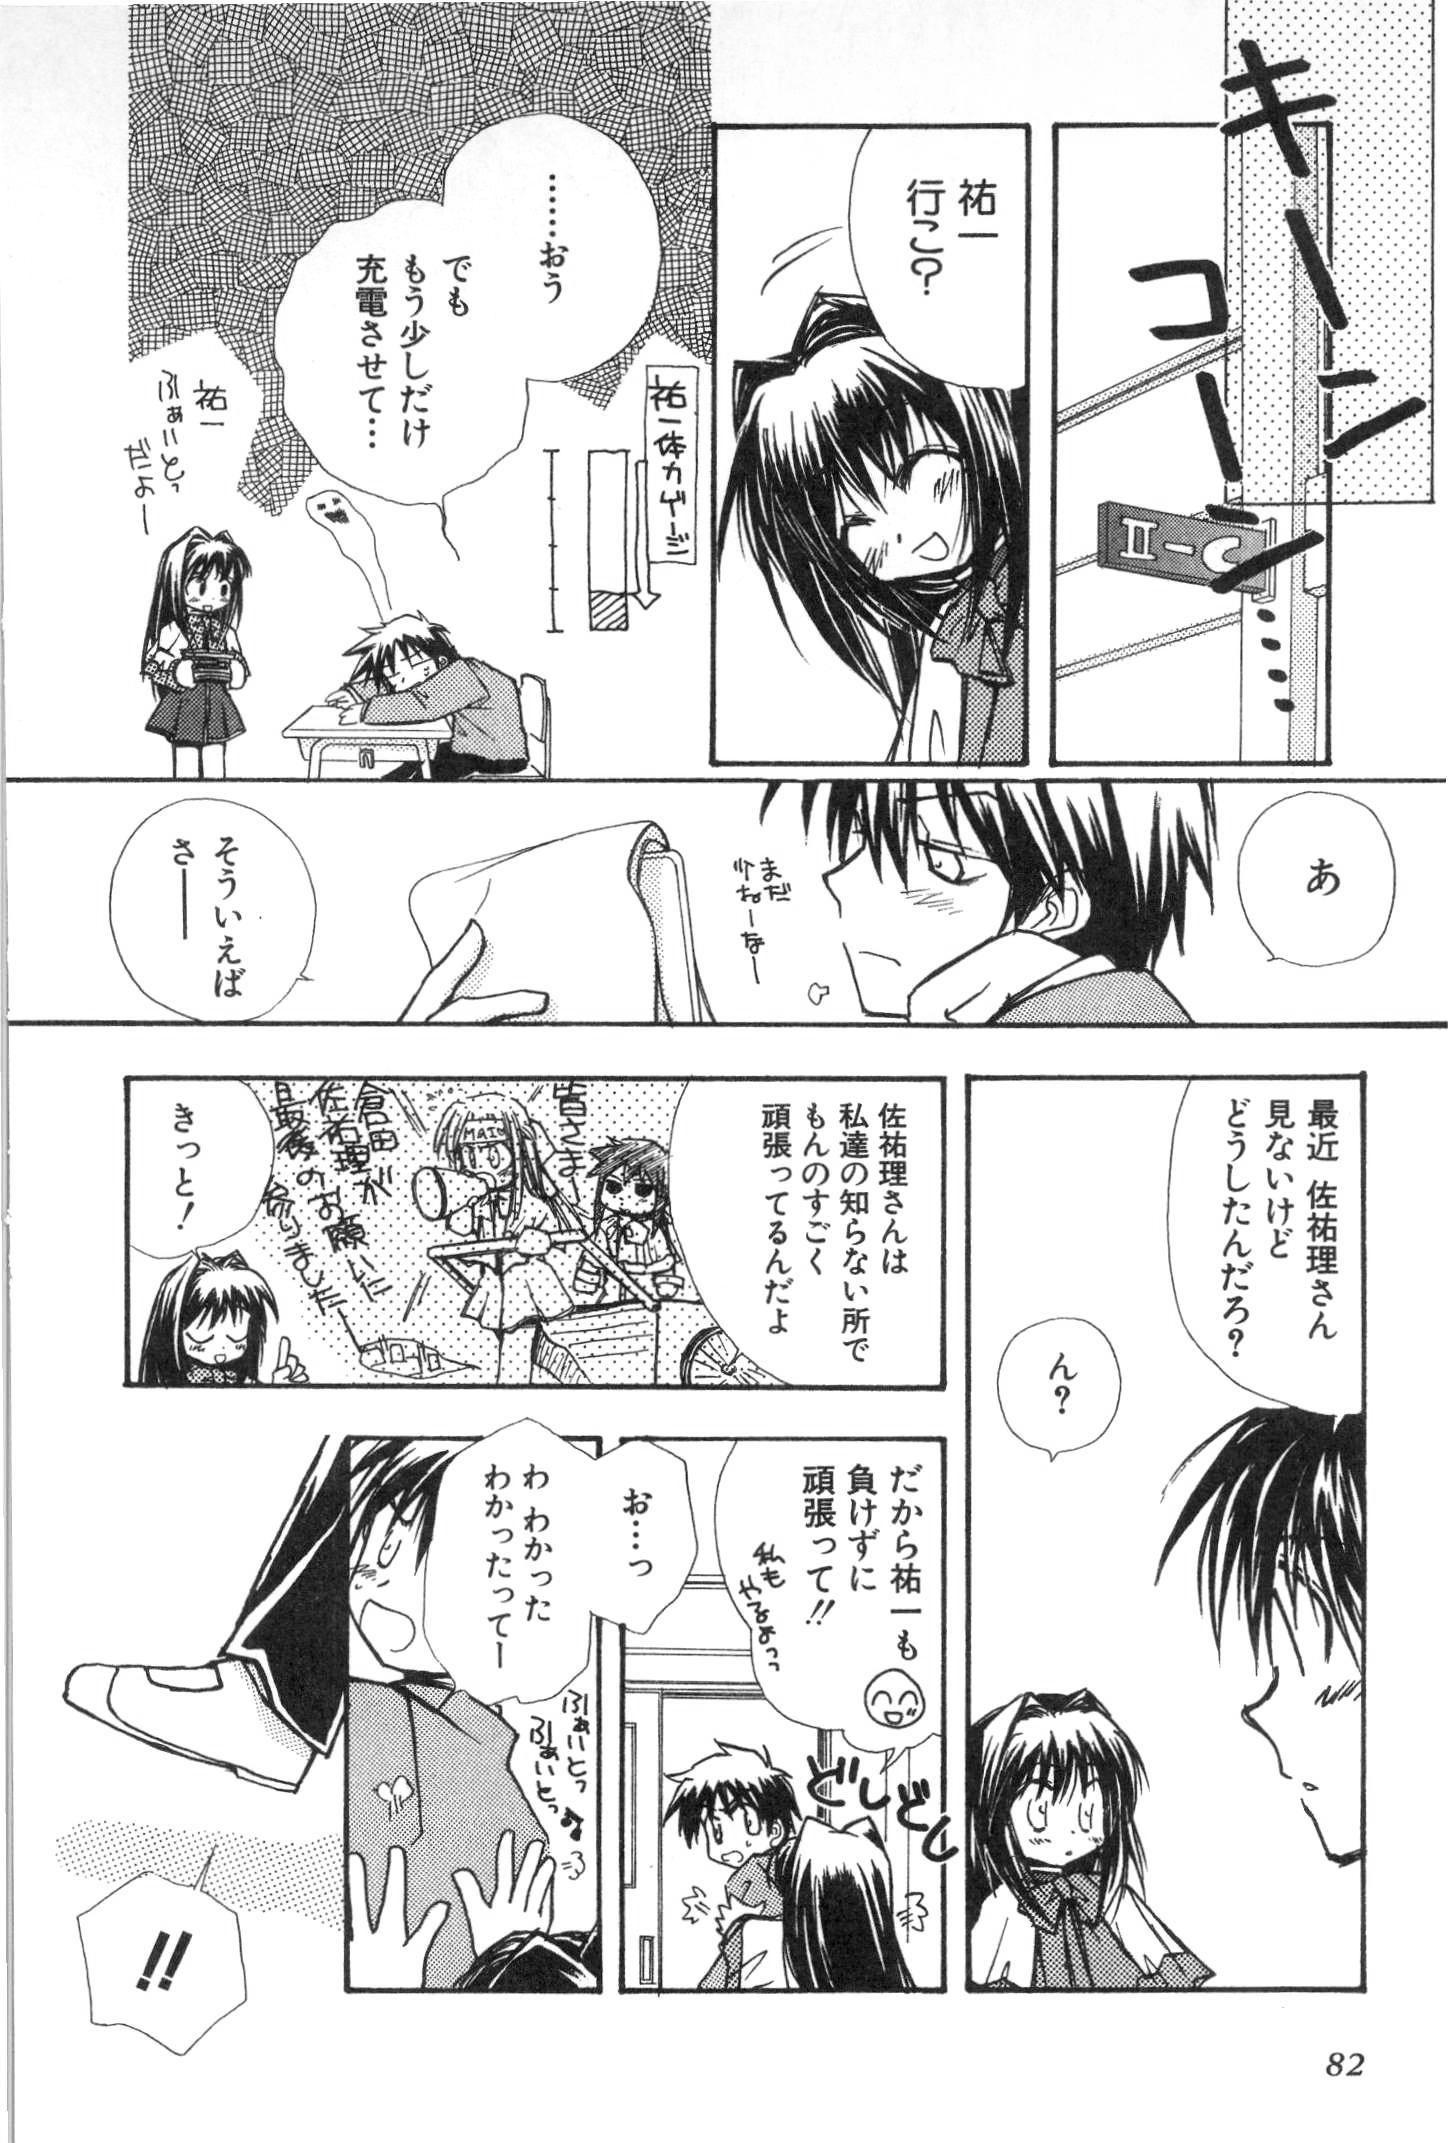 キーンコーン
II-C
祐一
行こ?
……おう
でも
もう少しだけ
充電させて…
祐一体力ゲージ
祐一
ふぁいとっ
だよー
あ
まだ
少ねーなー
そういえば
さ――
最近 佐祐理さん
見ないけど
どうしたんだろ?
ん?
佐祐理さんは
私達の知らない所で
もんのすごく
頑張ってるんだよ
皆さまー
倉田
佐祐理が
最後のお願いに
参りましたー
MAI
きっと!
だから祐一も
負けずに
頑張って!!
私も
やるよっっ
どしどし
お…っ
わ わかった
わかったってー
ふぁいとっ
ふぁいとっ
!!
82